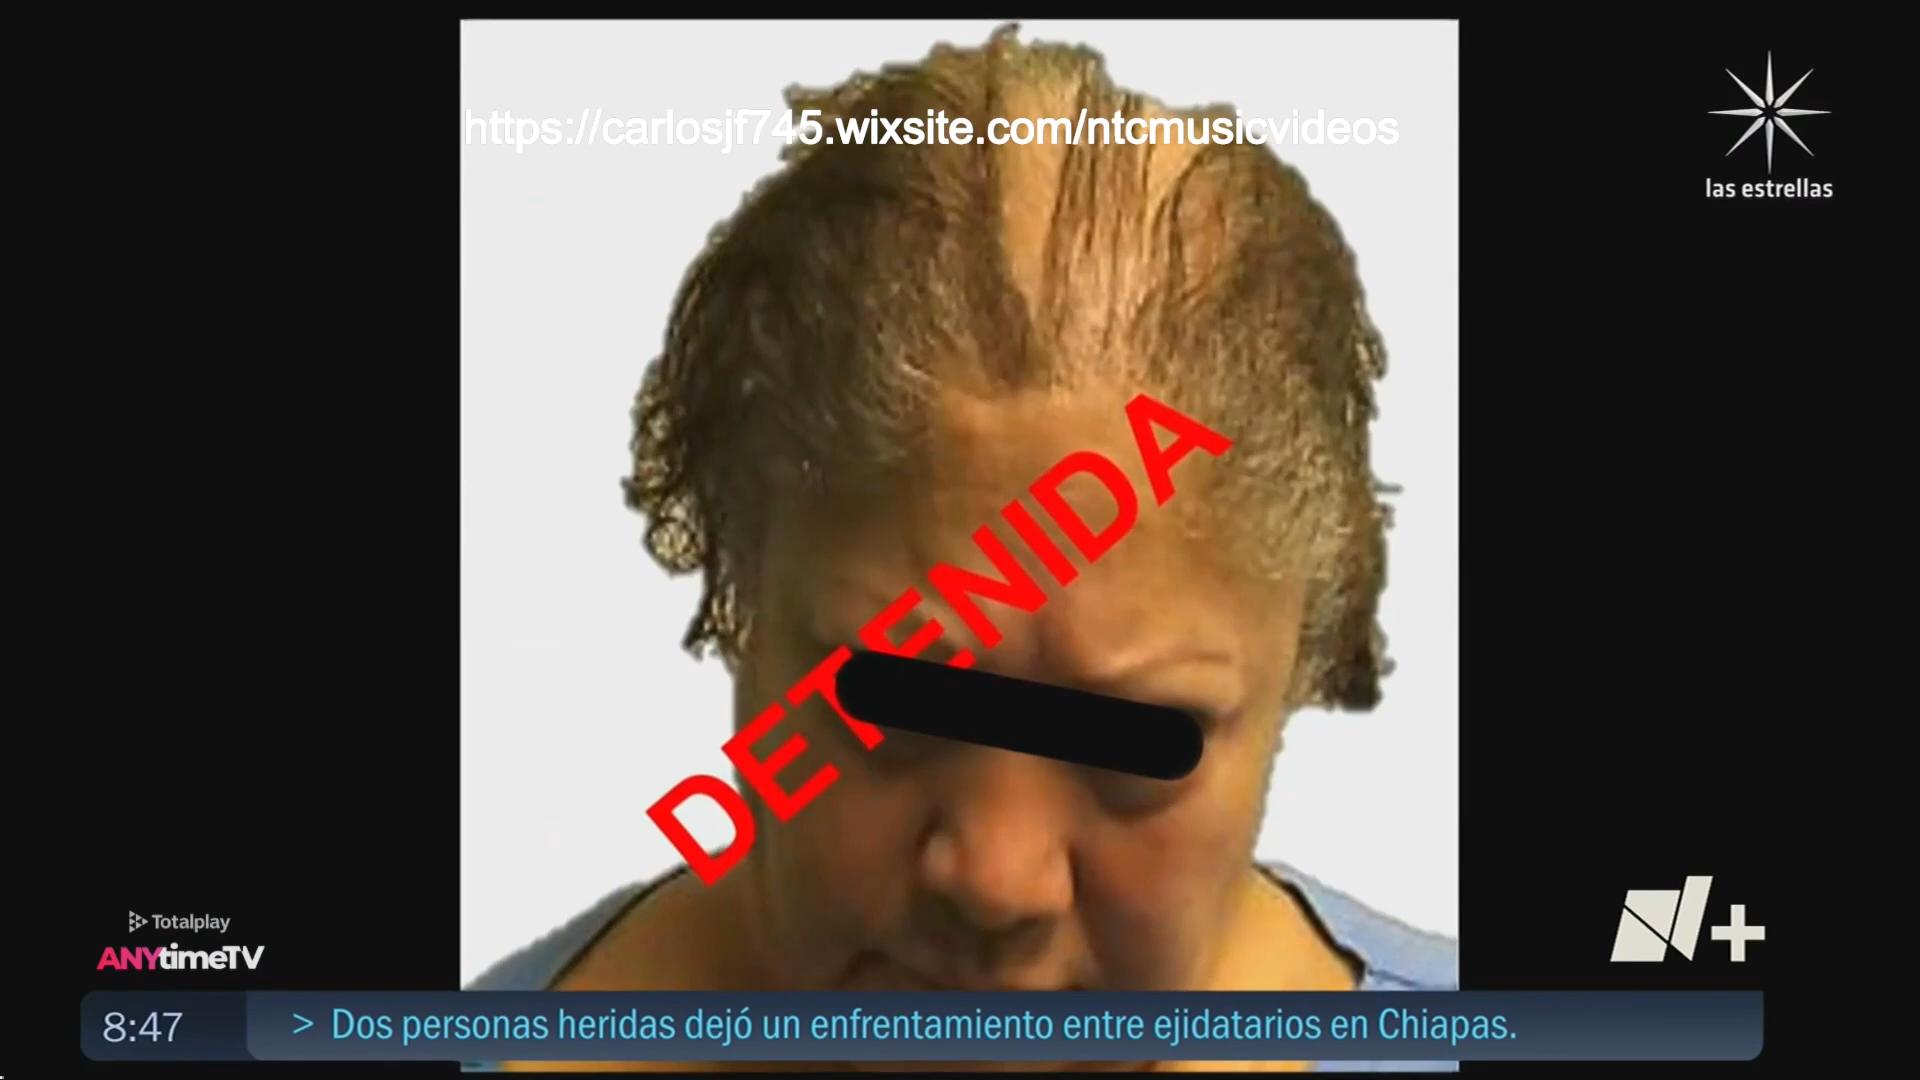 https://carlosjf745.wixsite.com/ntcmusicvideos
las estrellas
DETENIDA
Totalplay
ANYtimeTV
N+
8:47
> Dos personas heridas dejó un enfrentamiento entre ejidatarios en Chiapas.